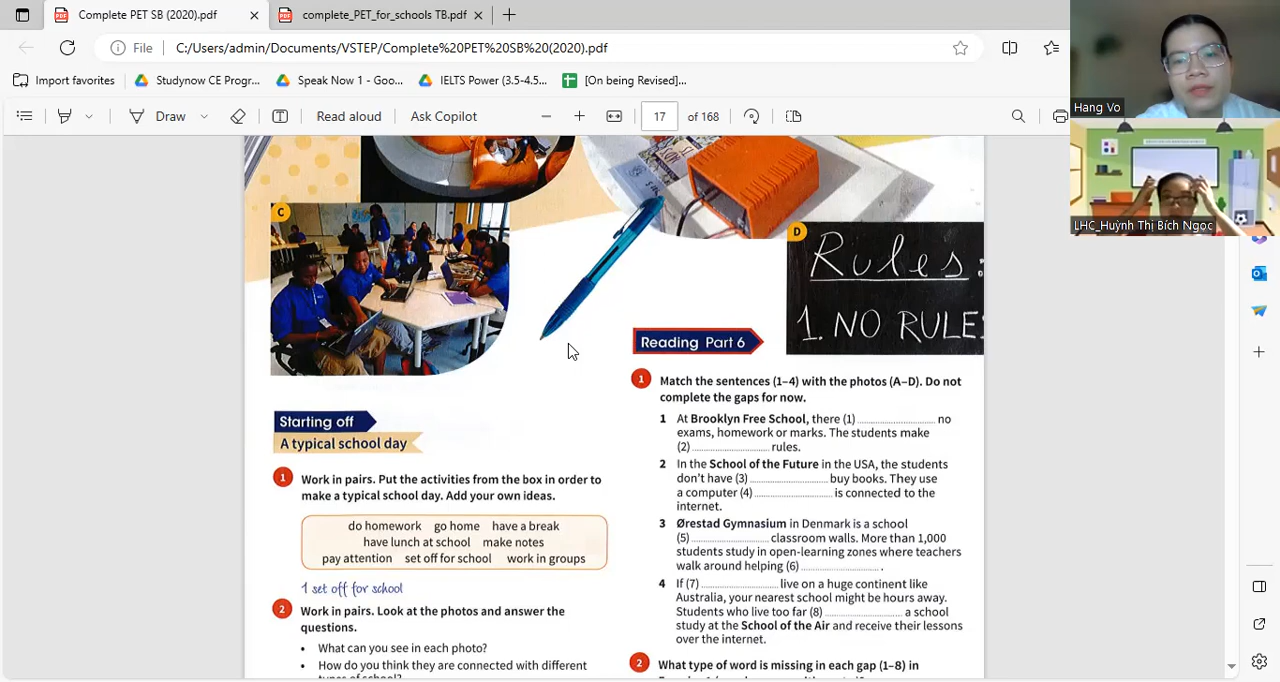 Complete PET SB (2020).pdf
complete_PET_for_schools TB.pdf
File
C:/Users/admin/Documents/VSTEP/Complete%20PET%20SB%20(2020).pdf
Import favorites
Studynow CE Progr...
Speak Now 1 - Goo...
IELTS Power (3.5-4.5...
[On being Revised]...
Draw
Read aloud
Ask Copilot
17
of 168
Hang Vo
LHC_Huỳnh Thị Bích Ngọc
C
D
Rules:
1. NO RULE
Starting off
A typical school day
1 Work in pairs. Put the activities from the box in order to
make a typical school day. Add your own ideas.
do homework go home have a break
have lunch at school make notes
pay attention set off for school work in groups
1 set off for school
2 Work in pairs. Look at the photos and answer the
questions.
• What can you see in each photo?
• How do you think they are connected with different
types of school?
Reading Part 6
1 Match the sentences (1–4) with the photos (A–D). Do not
complete the gaps for now.
1 At Brooklyn Free School, there (1) ........................ no
exams, homework or marks. The students make
(2) ........................ rules.
2 In the School of the Future in the USA, the students
don't have (3) ........................ buy books. They use
a computer (4) ........................ is connected to the
internet.
3 Ørestad Gymnasium in Denmark is a school
(5) ........................ classroom walls. More than 1,000
students study in open-learning zones where teachers
walk around helping (6) ........................ .
4 If (7) ........................ live on a huge continent like
Australia, your nearest school might be hours away.
Students who live too far (8) ........................ a school
study at the School of the Air and receive their lessons
over the internet.
2 What type of word is missing in each gap (1–8) in